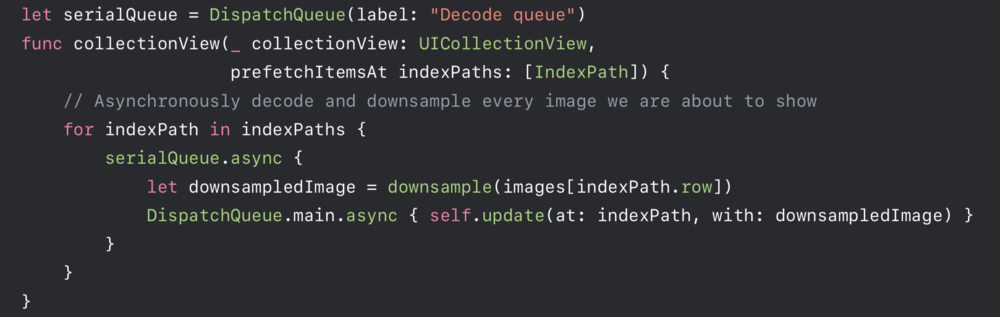 let serialQueue = DispatchQueue(label: "Decode queue")
func collectionView(_ collectionView: UICollectionView,
                    prefetchItemsAt indexPaths: [IndexPath]) {
    // Asynchronously decode and downsample every image we are about to show
    for indexPath in indexPaths {
        serialQueue.async {
            let downsampledImage = downsample(images[indexPath.row])
            DispatchQueue.main.async { self.update(at: indexPath, with: downsampledImage) }
        }
    }
}